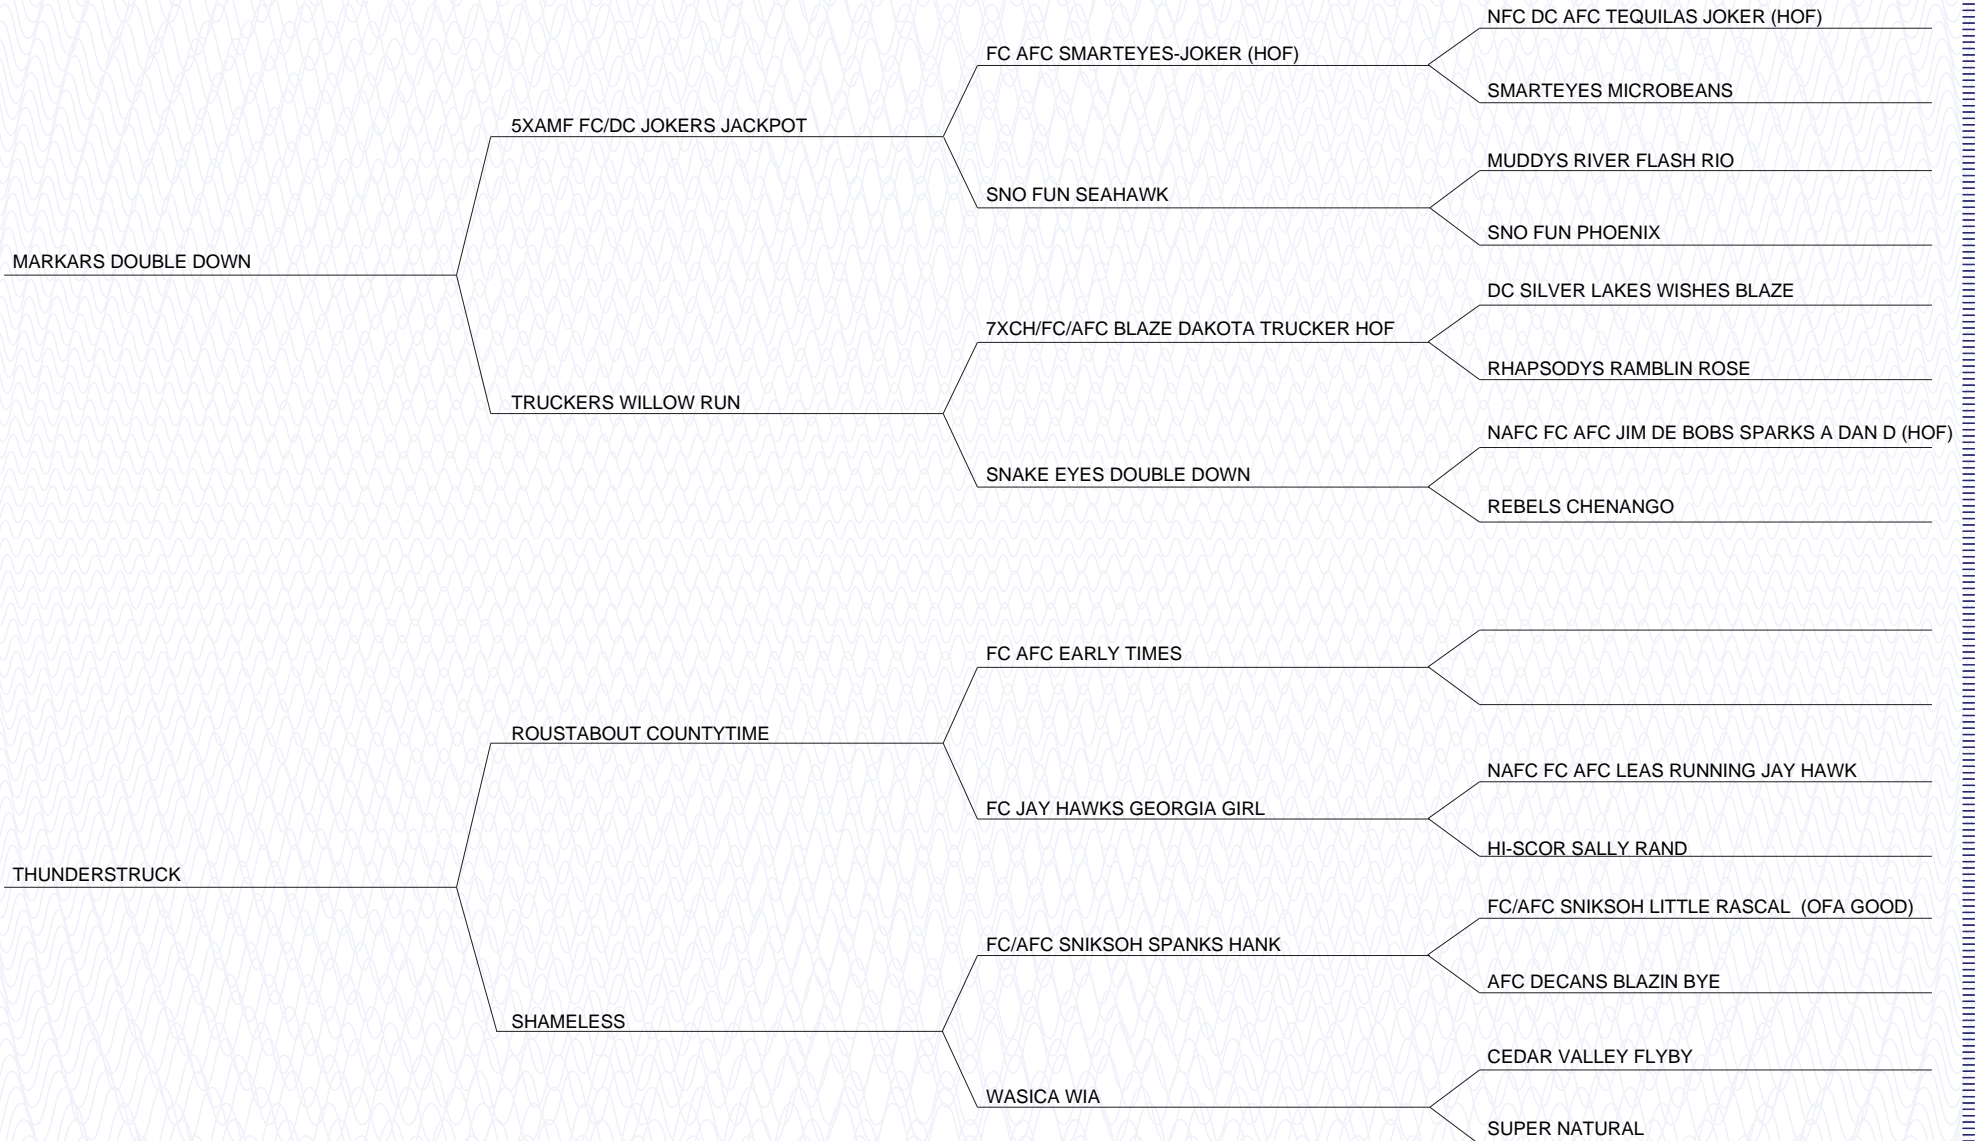 NFC DC AFC TEQUILAS JOKER (HOF)
FC AFC SMARTEYES-JOKER (HOF)
SMARTEYES MICROBEANS
5XAMF FC/DC JOKERS JACKPOT
MUDDYS RIVER FLASH RIO
SNO FUN SEAHAWK
SNO FUN PHOENIX
MARKARS DOUBLE DOWN
DC SILVER LAKES WISHES BLAZE
7XCH/FC/AFC BLAZE DAKOTA TRUCKER HOF
RHAPSODYS RAMBLIN ROSE
TRUCKERS WILLOW RUN
NAFC FC AFC JIM DE BOBS SPARKS A DAN D (HOF)
SNAKE EYES DOUBLE DOWN
REBELS CHENANGO
FC AFC EARLY TIMES
ROUSTABOUT COUNTYTIME
NAFC FC AFC LEAS RUNNING JAY HAWK
FC JAY HAWKS GEORGIA GIRL
HI-SCOR SALLY RAND
THUNDERSTRUCK
FC/AFC SNIKSOH LITTLE RASCAL  (OFA GOOD)
FC/AFC SNIKSOH SPANKS HANK
AFC DECANS BLAZIN BYE
SHAMELESS
CEDAR VALLEY FLYBY
WASICA WIA
SUPER NATURAL